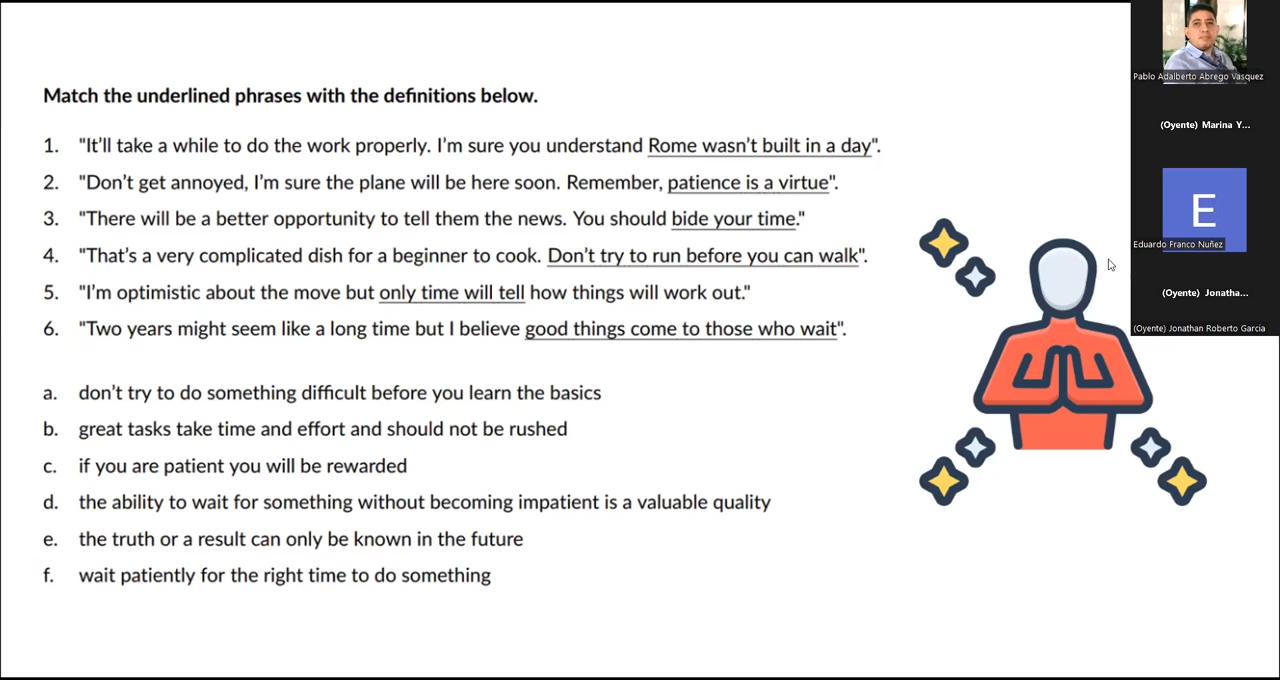 Match the underlined phrases with the definitions below.
1. "It'll take a while to do the work properly. I'm sure you understand Rome wasn't built in a day".
2. "Don't get annoyed, I'm sure the plane will be here soon. Remember, patience is a virtue".
3. "There will be a better opportunity to tell them the news. You should bide your time."
4. "That's a very complicated dish for a beginner to cook. Don't try to run before you can walk".
5. "I'm optimistic about the move but only time will tell how things will work out."
6. "Two years might seem like a long time but I believe good things come to those who wait".
a. don't try to do something difficult before you learn the basics
b. great tasks take time and effort and should not be rushed
c. if you are patient you will be rewarded
d. the ability to wait for something without becoming impatient is a valuable quality
e. the truth or a result can only be known in the future
f. wait patiently for the right time to do something
Pablo Adalberto Abrego Vasquez
(Oyente) Marina Y...
E
Eduardo Franco Nuñez
(Oyente) Jonatha...
(Oyente) Jonathan Roberto Garcia